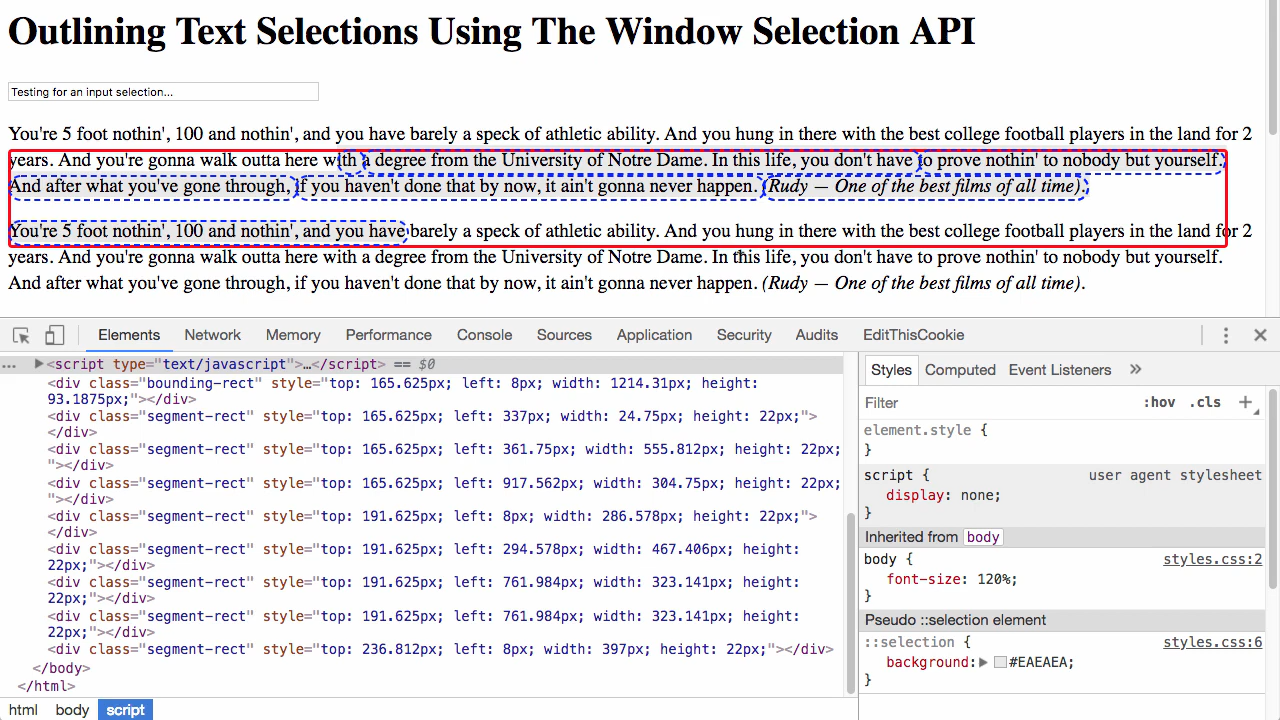 Outlining Text Selections Using The Window Selection API
Testing for an input selection...
You're 5 foot nothin', 100 and nothin', and you have barely a speck of athletic ability. And you hung in there with the best college football players in the land for 2
years. And you're gonna walk outta here with a degree from the University of Notre Dame. In this life, you don't have to prove nothin' to nobody but yourself.
And after what you've gone through, if you haven't done that by now, it ain't gonna never happen. (Rudy — One of the best films of all time).
You're 5 foot nothin', 100 and nothin', and you have barely a speck of athletic ability. And you hung in there with the best college football players in the land for 2
years. And you're gonna walk outta here with a degree from the University of Notre Dame. In this life, you don't have to prove nothin' to nobody but yourself.
And after what you've gone through, if you haven't done that by now, it ain't gonna never happen. (Rudy — One of the best films of all time).
Elements Network Memory Performance Console Sources Application Security Audits EditThisCookie
… ▶<script type="text/javascript">…</script> == $0
<div class="bounding-rect" style="top: 165.625px; left: 8px; width: 1214.31px; height:
93.1875px;"></div>
<div class="segment-rect" style="top: 165.625px; left: 337px; width: 24.75px; height: 22px;">
</div>
<div class="segment-rect" style="top: 165.625px; left: 361.75px; width: 555.812px; height: 22px;
"></div>
<div class="segment-rect" style="top: 165.625px; left: 917.562px; width: 304.75px; height: 22px;
"></div>
<div class="segment-rect" style="top: 191.625px; left: 8px; width: 286.578px; height: 22px;">
</div>
<div class="segment-rect" style="top: 191.625px; left: 294.578px; width: 467.406px; height:
22px;"></div>
<div class="segment-rect" style="top: 191.625px; left: 761.984px; width: 323.141px; height:
22px;"></div>
<div class="segment-rect" style="top: 191.625px; left: 761.984px; width: 323.141px; height:
22px;"></div>
<div class="segment-rect" style="top: 236.812px; left: 8px; width: 397px; height: 22px;"></div>
</body>
</html>
html body script
Styles Computed Event Listeners »
Filter :hov .cls +
element.style {
}
script { user agent stylesheet
display: none;
}
Inherited from body
body { styles.css:2
font-size: 120%;
}
Pseudo ::selection element
::selection { styles.css:6
background:▶ #EAEAEA;
}